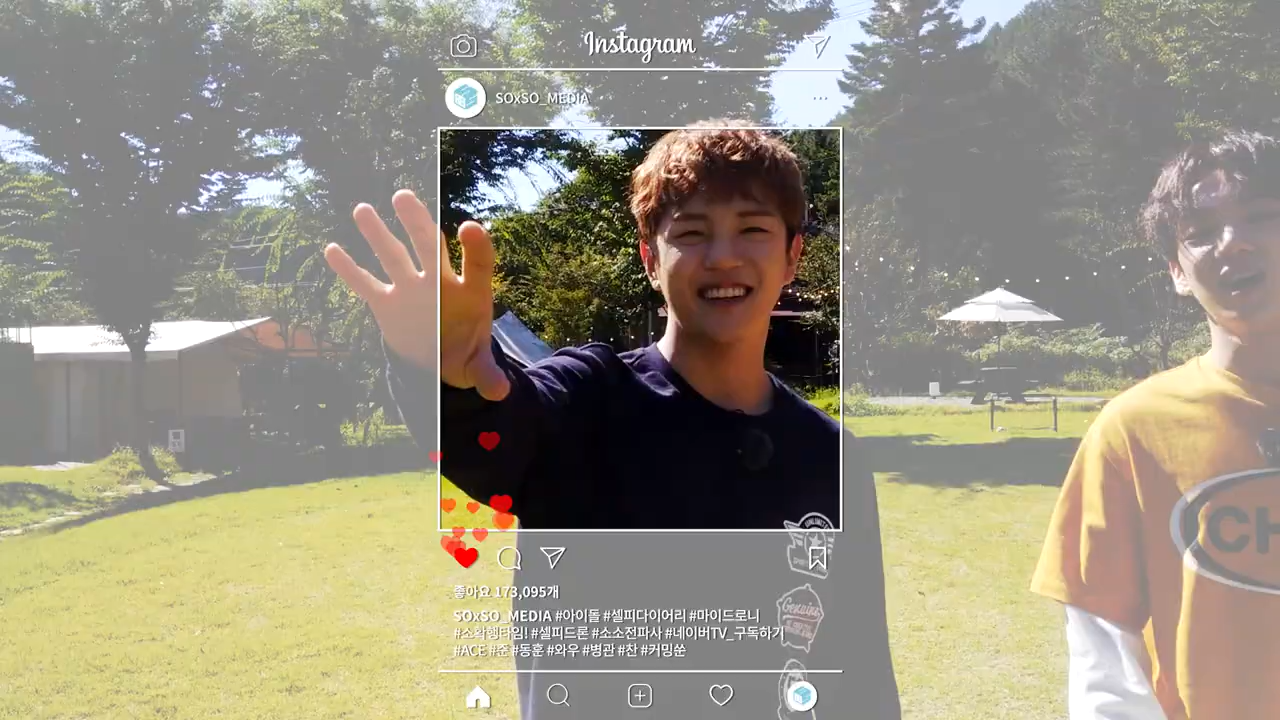 Instagram
SOxSO_MEDIA
CH
좋아요 173,095개
Genuine
SOxSO_MEDIA #아이돌 #셀피다이어리 #마이드로니
#소확행타임! #셀피드론 #소소전파사 #네이버TV_구독하기
#ACE #준 #동훈 #와우 #병관 #찬 #커밍쑨